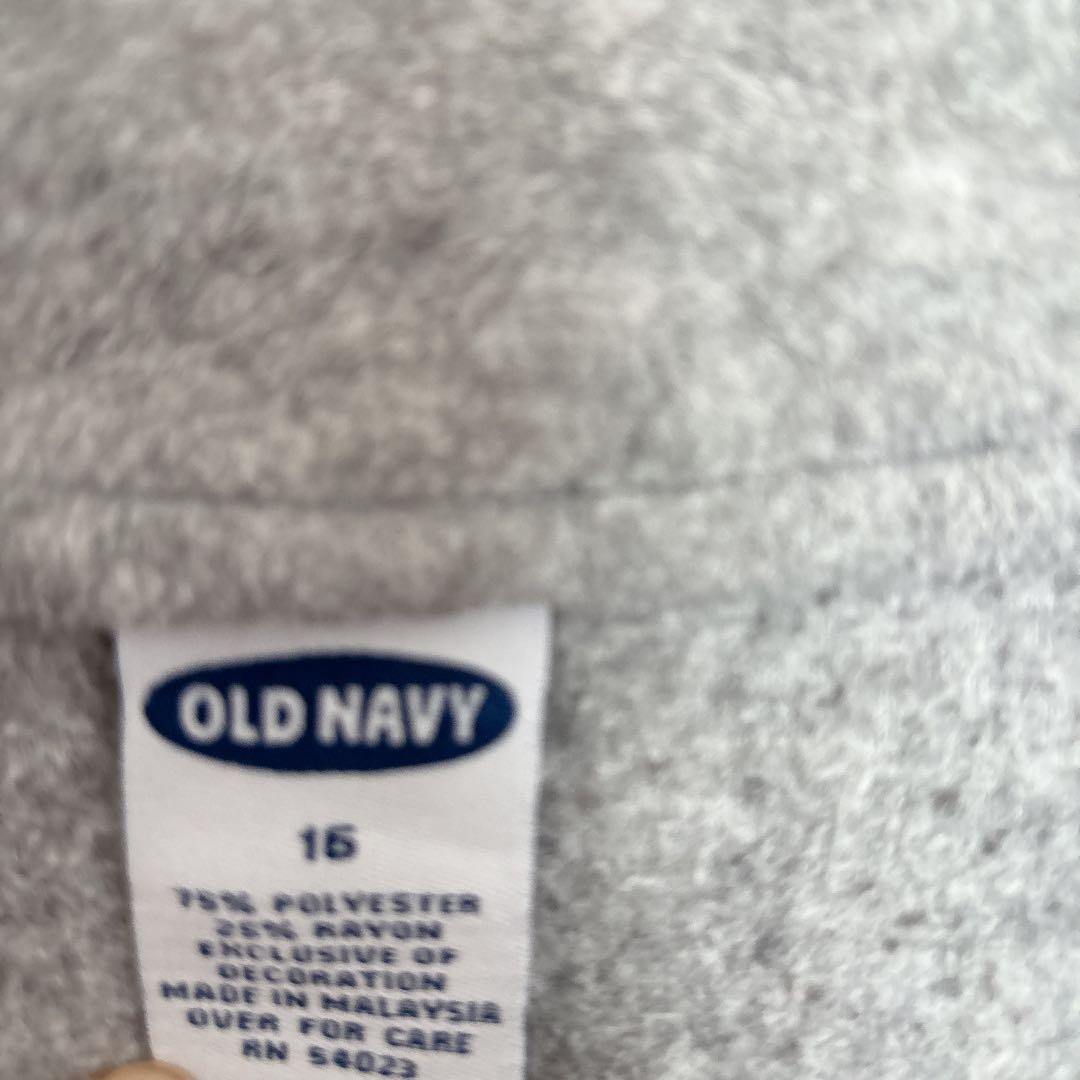 OLD NAVY
16
75% POLYESTER
25% RAYON
EXCLUSIVE OF
DECORATION
MADE IN MALAYSIA
OVER FOR CARE
RN 54023